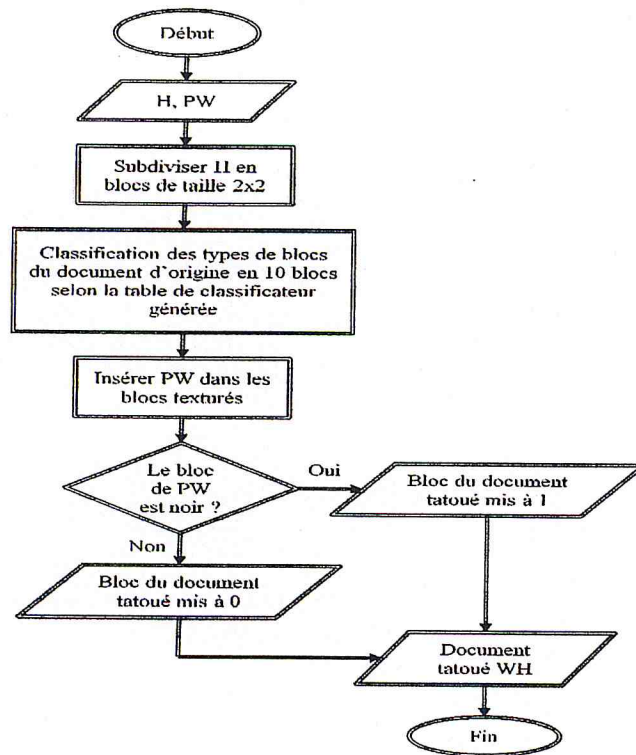 Début
H, PW
Subdiviser H en
blocs de taille 2x2
Classification des types de blocs
du document d'origine en 10 blocs
selon la table de classificateur
générée
Insérer PW dans les
blocs texturés
Le bloc
de PW
est noir ?
Oui
Bloc du document
tatoué mis à 1
Non
Bloc du document
tatoué mis à 0
Document
tatoué WH
Fin